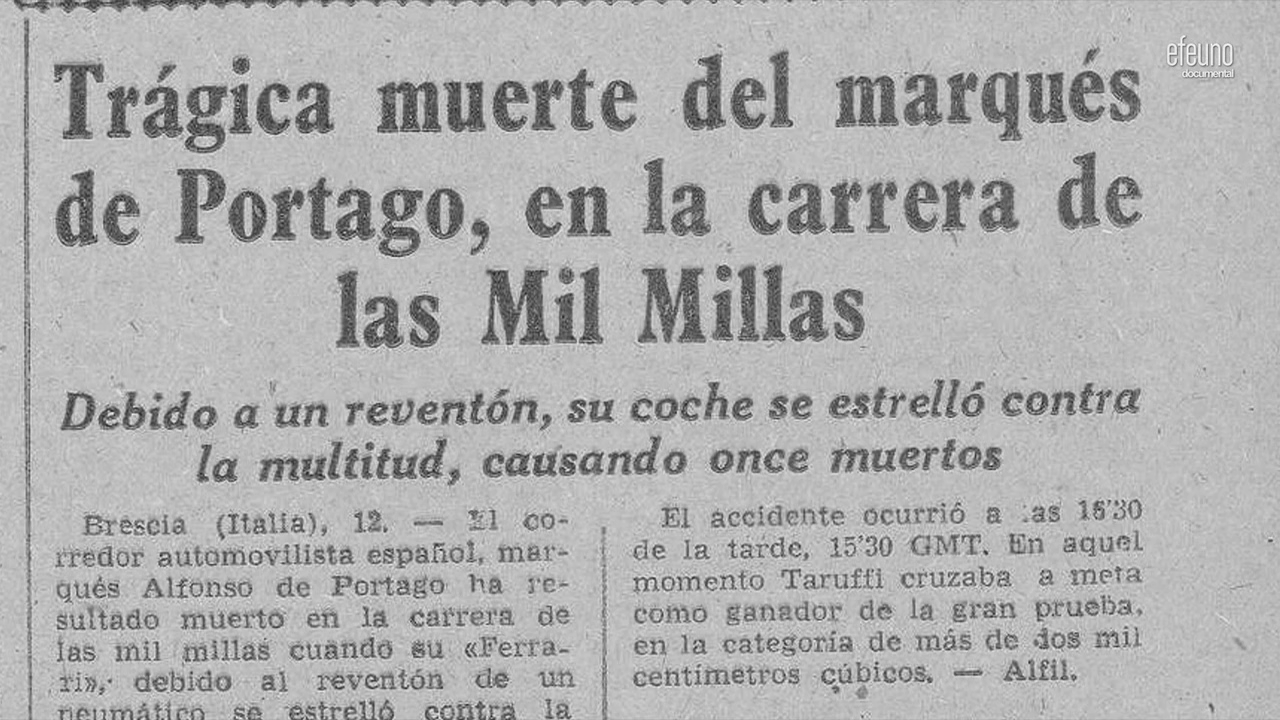 efeuno
documental
Trágica muerte del marqués
de Portago, en la carrera de
las Mil Millas
Debido a un reventón, su coche se estrelló contra
la multitud, causando once muertos
Brescia (Italia), 12. — El co-
rredor automovilista español, mar-
qués Alfonso de Portago ha re-
sultado muerto en la carrera de
las mil millas cuando su «Ferra-
ri», debido al reventón de un
neumático se estrelló contra la
El accidente ocurrió a las 16'30
de la tarde, 15'30 GMT. En aquel
momento Taruffi cruzaba a meta
como ganador de la gran prueba,
en la categoría de más de dos mil
centímetros cúbicos. — Alfil.